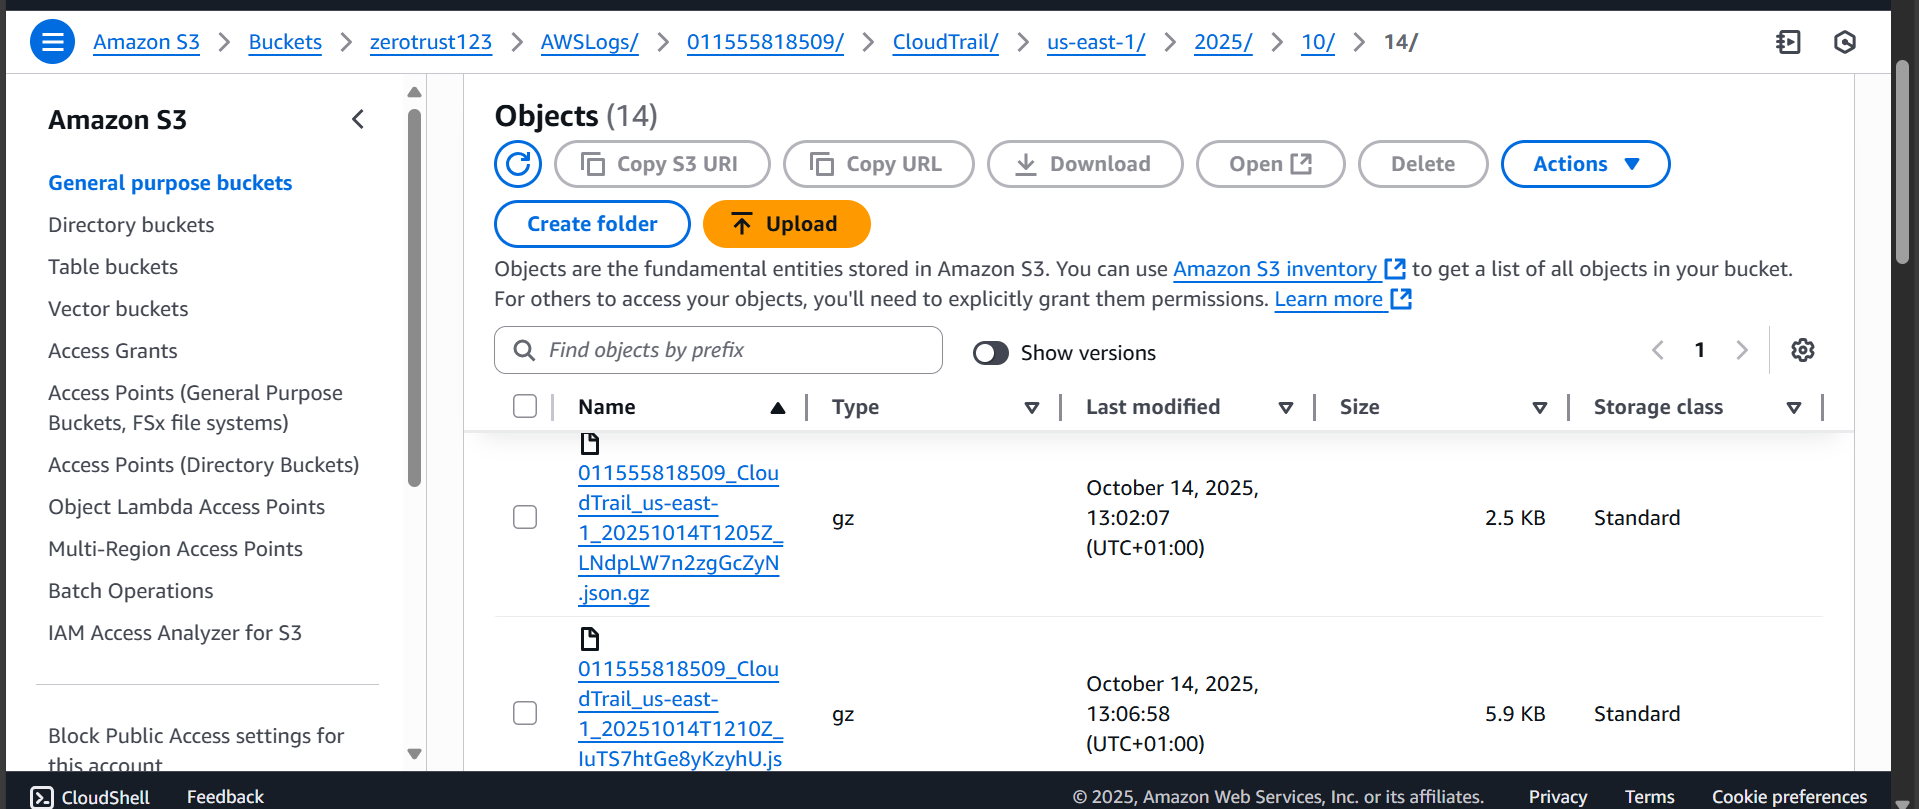 Amazon S3 > Buckets > zerotrust123 > AWSLogs/ > 011555818509/ > CloudTrail/ > us-east-1/ > 2025/ > 10/ > 14/
Amazon S3
General purpose buckets
Directory buckets
Table buckets
Vector buckets
Access Grants
Access Points (General Purpose
Buckets, FSx file systems)
Access Points (Directory Buckets)
Object Lambda Access Points
Multi-Region Access Points
Batch Operations
IAM Access Analyzer for S3
Block Public Access settings for
this account
Objects (14)
Copy S3 URI Copy URL Download Open Delete Actions
Create folder Upload
Objects are the fundamental entities stored in Amazon S3. You can use Amazon S3 inventory to get a list of all objects in your bucket.
For others to access your objects, you'll need to explicitly grant them permissions. Learn more
Find objects by prefix Show versions 1
Name Type Last modified Size Storage class
011555818509_Clou
dTrail_us-east-
1_20251014T1205Z_
LNdpLW7n2zgGcZyN
.json.gz
gz
October 14, 2025,
13:02:07
(UTC+01:00)
2.5 KB
Standard
011555818509_Clou
dTrail_us-east-
1_20251014T1210Z_
IuTS7htGe8yKzyhU.js
gz
October 14, 2025,
13:06:58
(UTC+01:00)
5.9 KB
Standard
CloudShell Feedback © 2025, Amazon Web Services, Inc. or its affiliates. Privacy Terms Cookie preferences